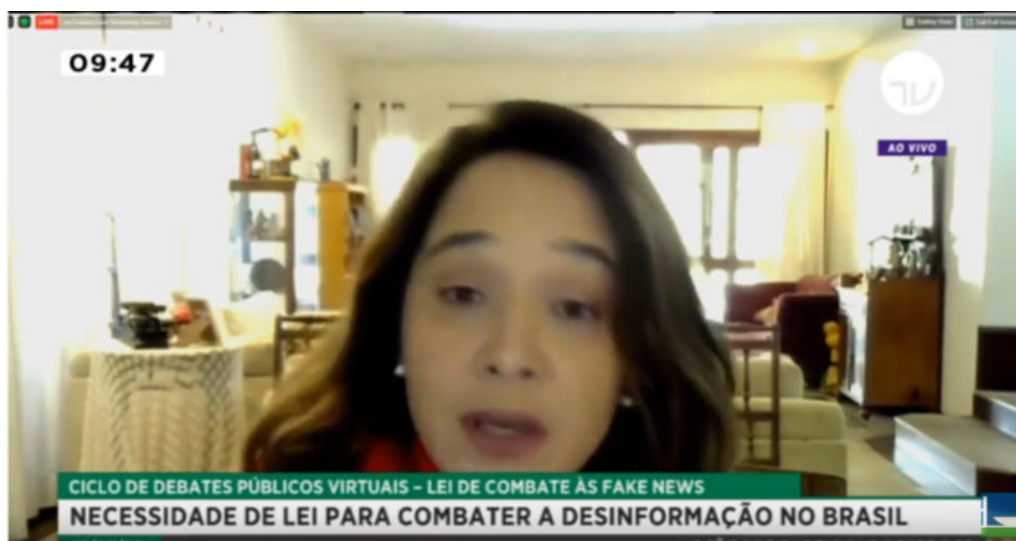 LIVE
09:47
TV
AO VIVO
CICLO DE DEBATES PÚBLICOS VIRTUAIS – LEI DE COMBATE ÀS FAKE NEWS
NECESSIDADE DE LEI PARA COMBATER A DESINFORMAÇÃO NO BRASIL